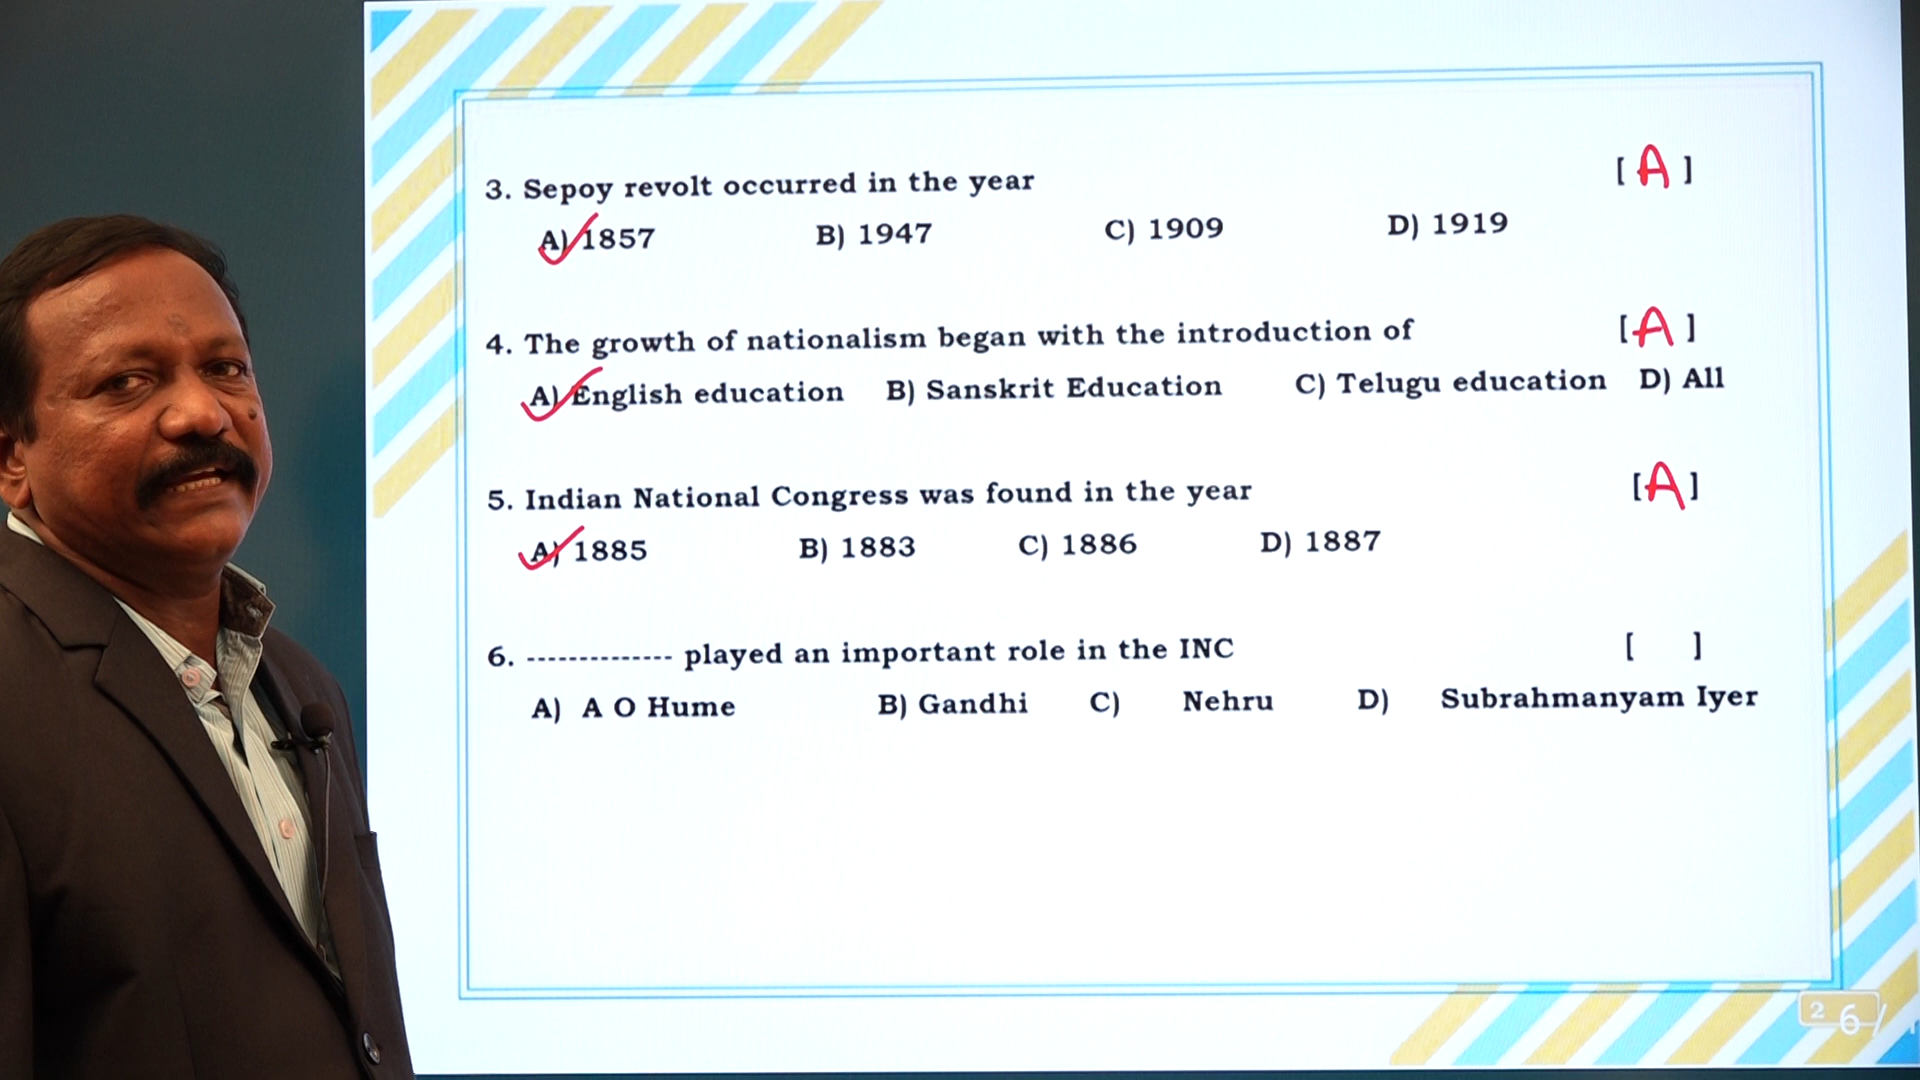 3. Sepoy revolt occurred in the year [ A ]
A) 1857 B) 1947 C) 1909 D) 1919
4. The growth of nationalism began with the introduction of [ A ]
A) English education B) Sanskrit Education C) Telugu education D) All
5. Indian National Congress was found in the year [ A ]
A) 1885 B) 1883 C) 1886 D) 1887
6. -------------- played an important role in the INC [ ]
A) A O Hume B) Gandhi C) Nehru D) Subrahmanyam Iyer
2 6/